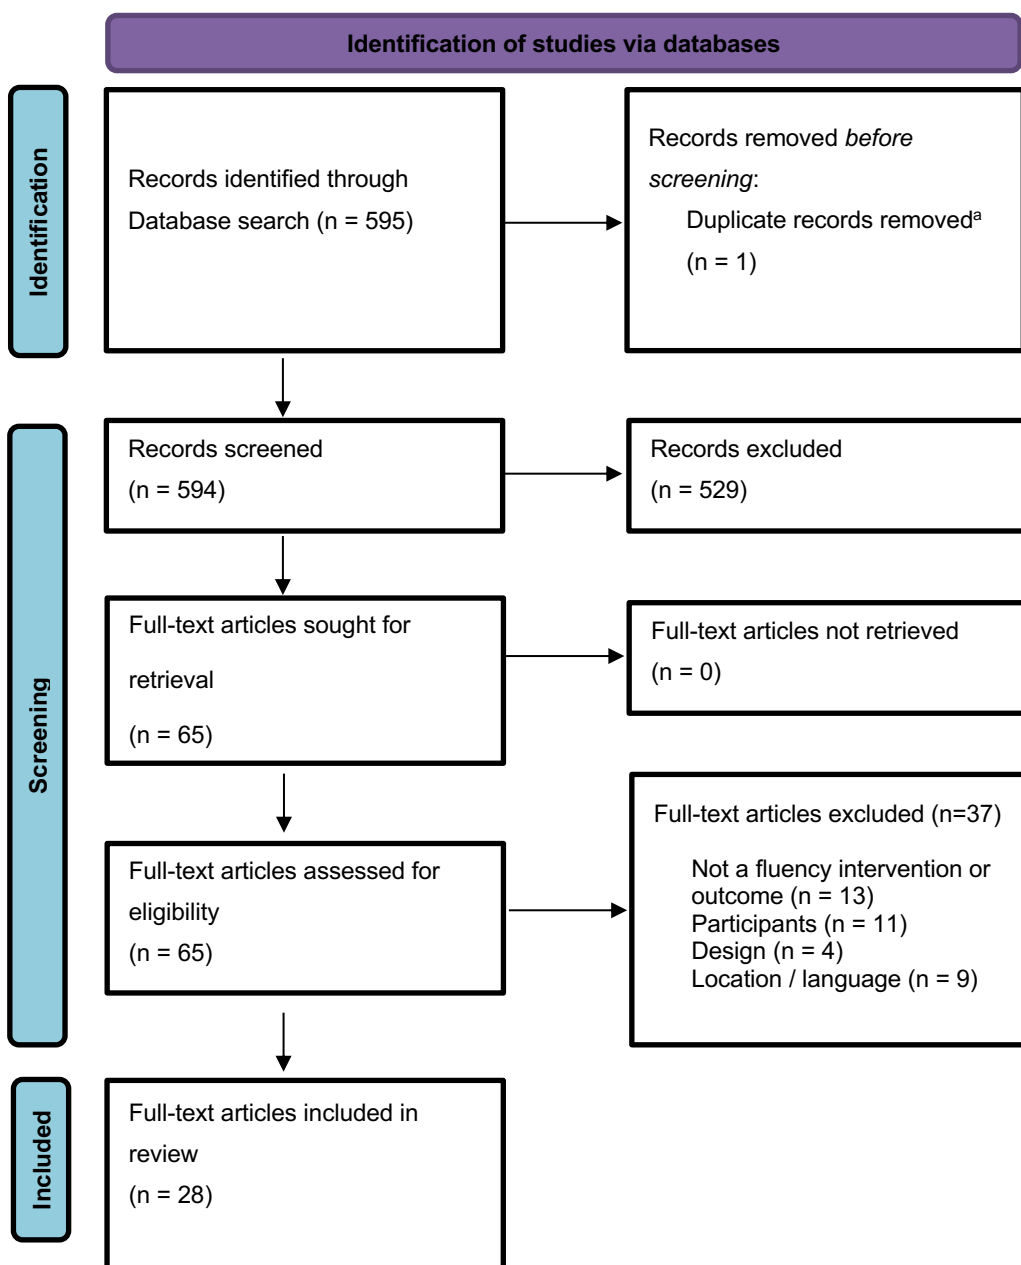 Identification of studies via databases
Identification
Records identified through
Database search (n = 595)
Records removed before
screening:
Duplicate records removedᵃ
(n = 1)
Screening
Records screened
(n = 594)
Records excluded
(n = 529)
Full-text articles sought for
retrieval
(n = 65)
Full-text articles not retrieved
(n = 0)
Full-text articles assessed for
eligibility
(n = 65)
Full-text articles excluded (n=37)
Not a fluency intervention or
outcome (n = 13)
Participants (n = 11)
Design (n = 4)
Location / language (n = 9)
Included
Full-text articles included in
review
(n = 28)